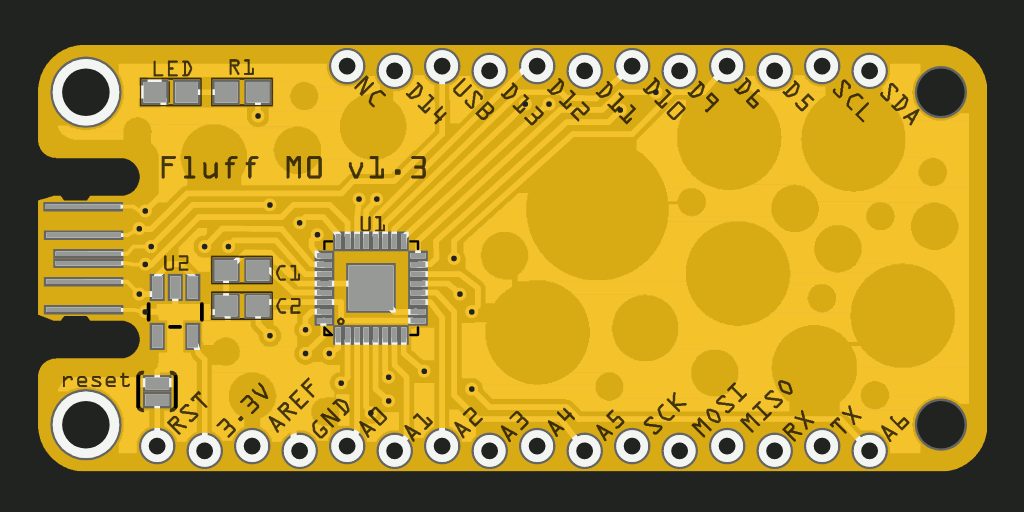 LED R1
NC D14 USB D13 D12 D11 D10 D9 D6 D5 SCL SDA
Fluff M0 v1.3
U1
U2
C1
C2
reset
RST 3.3V AREF GND A0 A1 A2 A3 A4 A5 SCK MOSI MISO RX TX A6